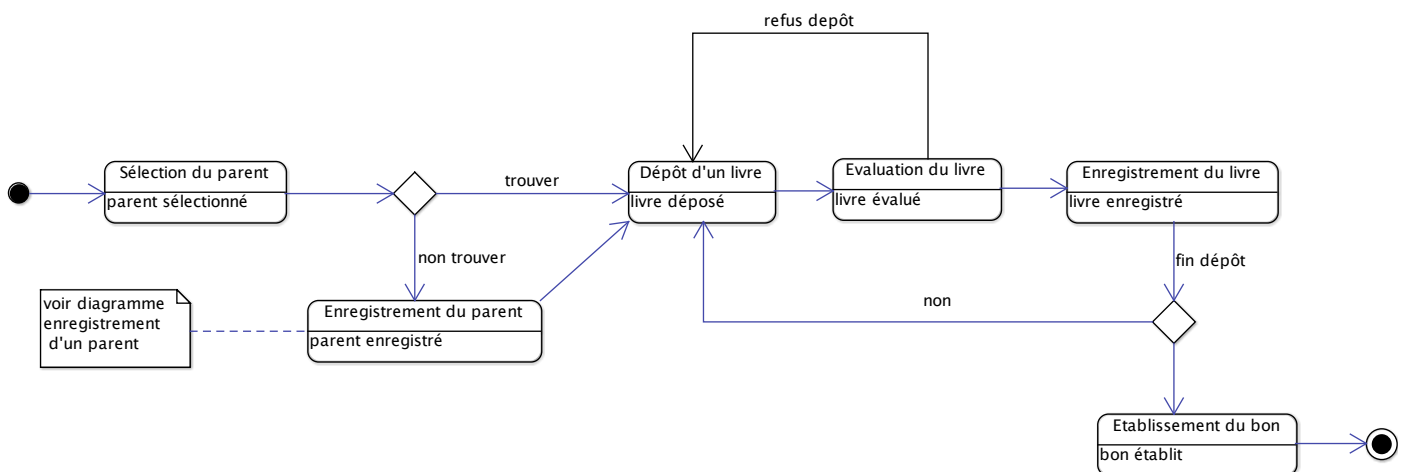 refus depôt
Sélection du parent
parent sélectionné
trouver
Dépôt d'un livre
livre déposé
Evaluation du livre
livre évalué
Enregistrement du livre
livre enregistré
non trouver
fin dépôt
voir diagramme
enregistrement
d'un parent
Enregistrement du parent
parent enregistré
non
Etablissement du bon
bon établit